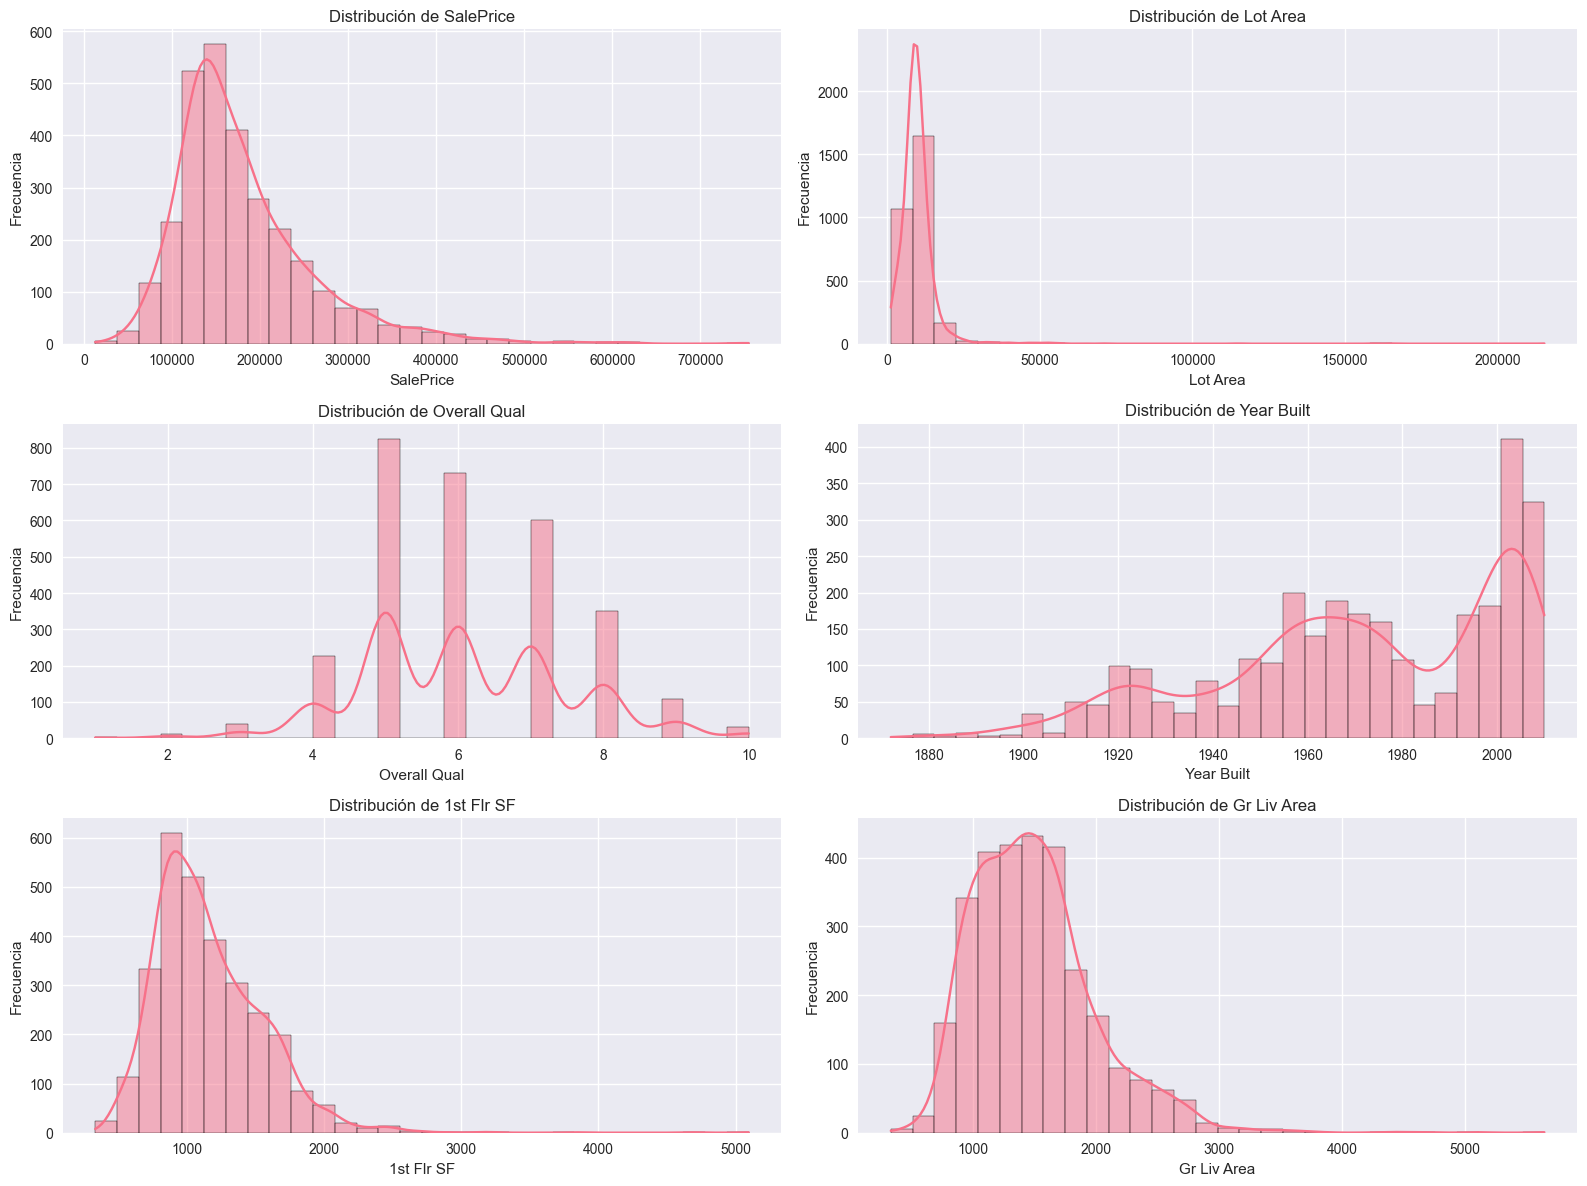 Distribución de SalePrice
600
500
400
300
200
100
0
Frecuencia
0 100000 200000 300000 400000 500000 600000 700000
SalePrice
Distribución de Lot Area
2000
1500
1000
500
0
Frecuencia
0 50000 100000 150000 200000
Lot Area
Distribución de Overall Qual
800
700
600
500
400
300
200
100
0
Frecuencia
2 4 6 8 10
Overall Qual
Distribución de Year Built
400
350
300
250
200
150
100
50
0
Frecuencia
1880 1900 1920 1940 1960 1980 2000
Year Built
Distribución de 1st Flr SF
600
500
400
300
200
100
0
Frecuencia
1000 2000 3000 4000 5000
1st Flr SF
Distribución de Gr Liv Area
400
300
200
100
0
Frecuencia
1000 2000 3000 4000 5000
Gr Liv Area